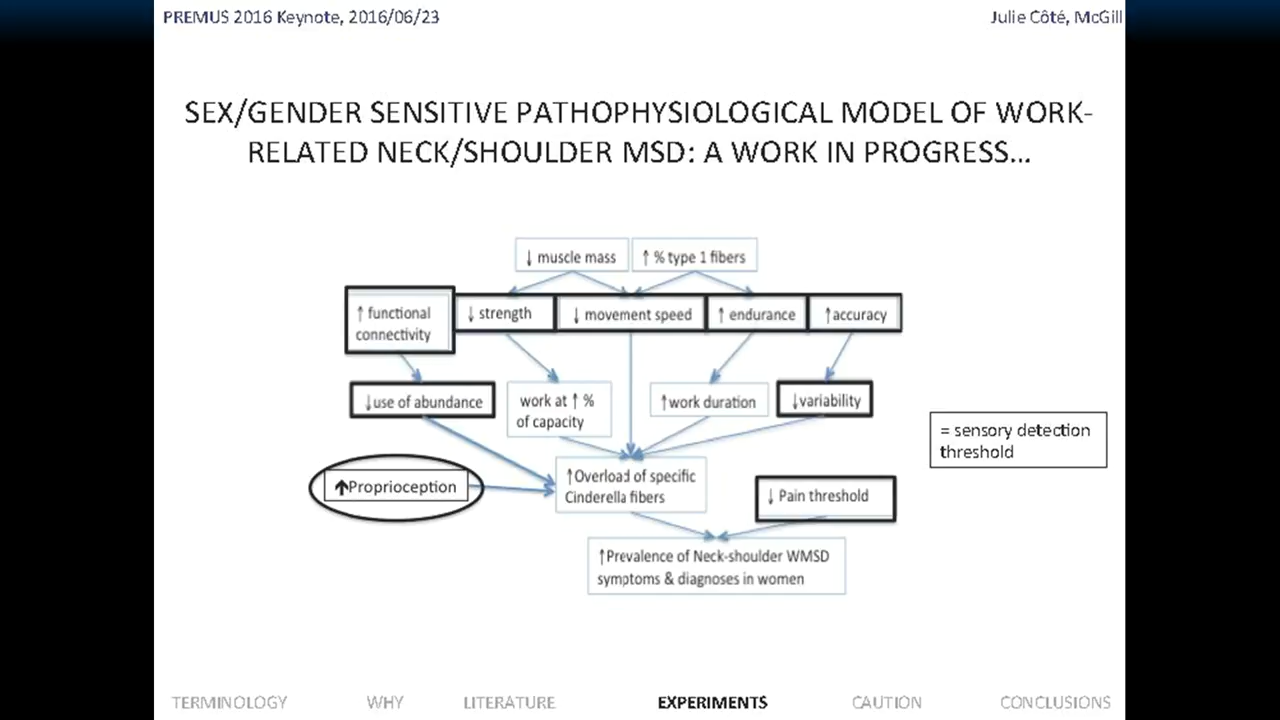 PREMUS 2016 Keynote, 2016/06/23
Julie Côté, McGill
SEX/GENDER SENSITIVE PATHOPHYSIOLOGICAL MODEL OF WORK-
RELATED NECK/SHOULDER MSD: A WORK IN PROGRESS...
↓ muscle mass
↑ % type 1 fibers
↑ functional
connectivity
↓ strength
↓ movement speed
↑ endurance
↑accuracy
↓use of abundance
work at ↑ %
of capacity
↑work duration
↓variability
= sensory detection
threshold
↑Proprioception
↑Overload of specific
Cinderella fibers
↓ Pain threshold
↑Prevalence of Neck-shoulder WMSD
symptoms & diagnoses in women
TERMINOLOGY
WHY
LITERATURE
EXPERIMENTS
CAUTION
CONCLUSIONS